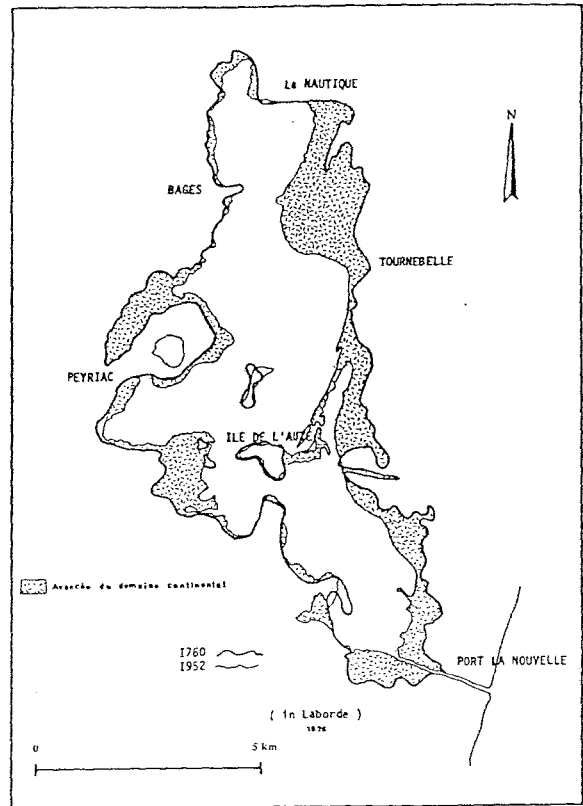 La NAUTIQUE
N
BAGES
TOURNEBELLE
PEYRIAC
ILE DE L'AUTE
Avancée du domaine continental
1760
1952
PORT LA NOUVELLE
( in Laborde )
1976
0
5 km